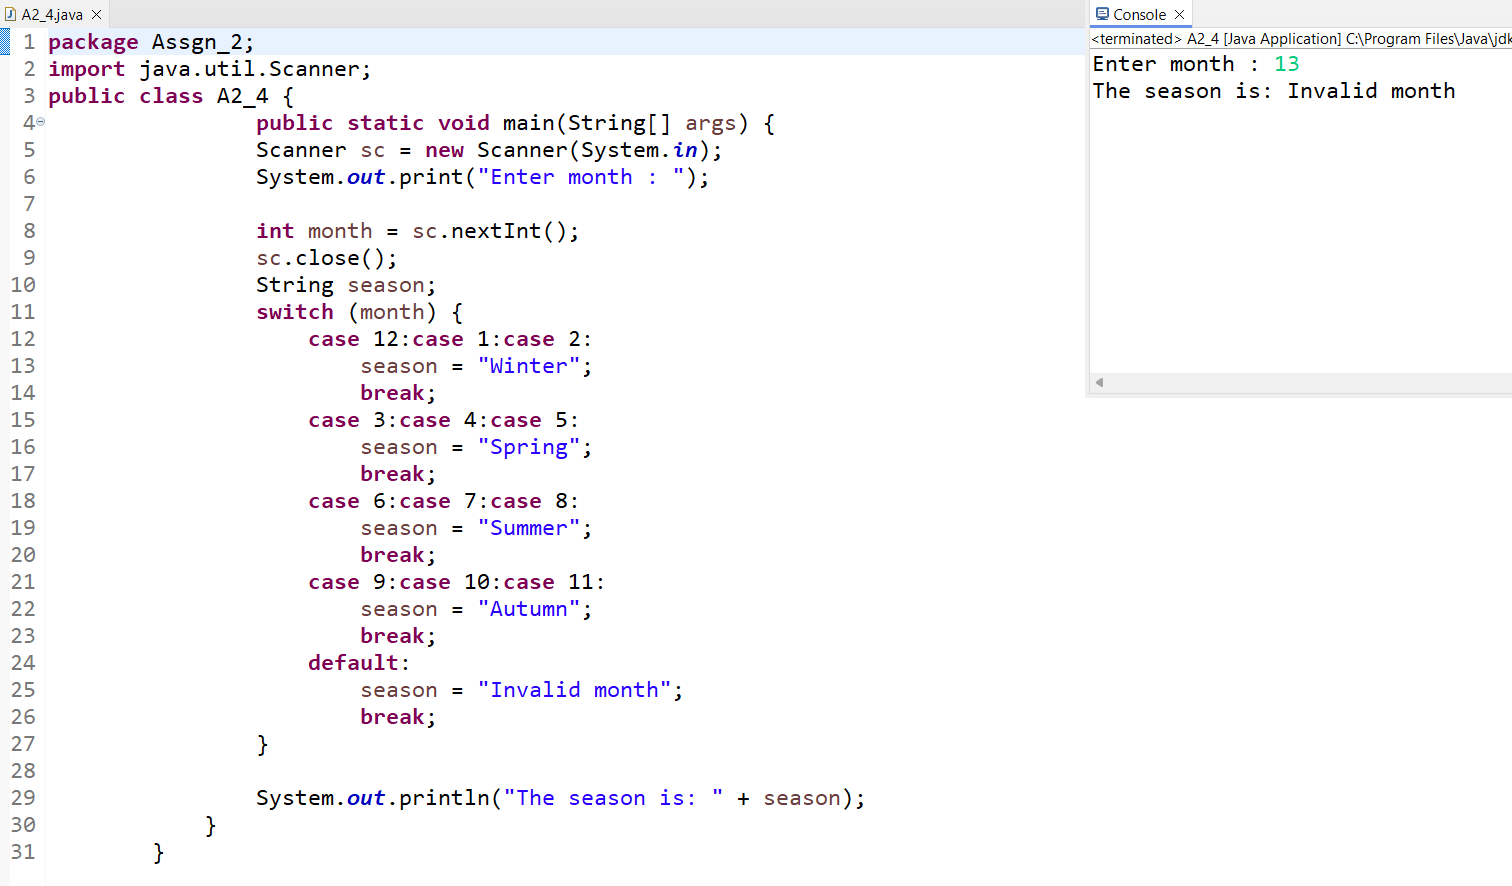 A2_4.java
1 package Assgn_2;
2 import java.util.Scanner;
3 public class A2_4 {
4 public static void main(String[] args) {
5 Scanner sc = new Scanner(System.in);
6 System.out.print("Enter month : ");
7
8 int month = sc.nextInt();
9 sc.close();
10 String season;
11 switch (month) {
12 case 12:case 1:case 2:
13 season = "Winter";
14 break;
15 case 3:case 4:case 5:
16 season = "Spring";
17 break;
18 case 6:case 7:case 8:
19 season = "Summer";
20 break;
21 case 9:case 10:case 11:
22 season = "Autumn";
23 break;
24 default:
25 season = "Invalid month";
26 break;
27 }
28
29 System.out.println("The season is: " + season);
30 }
31 }
Console
<terminated> A2_4 [Java Application] C:\Program Files\Java\jdk
Enter month : 13
The season is: Invalid month